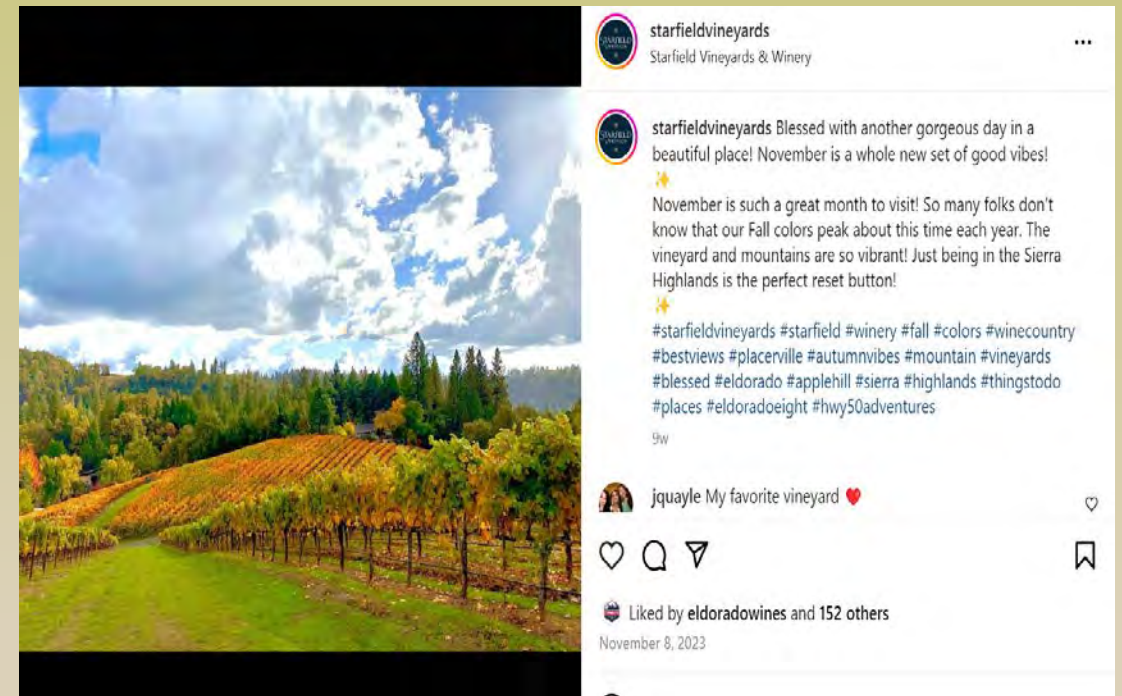 starfieldvineyards
Starfield Vineyards & Winery
starfieldvineyards Blessed with another gorgeous day in a
beautiful place! November is a whole new set of good vibes!
✨
November is such a great month to visit! So many folks don't
know that our Fall colors peak about this time each year. The
vineyard and mountains are so vibrant! Just being in the Sierra
Highlands is the perfect reset button!
✨
#starfieldvineyards #starfield #winery #fall #colors #winecountry
#bestviews #placerville #autumnvibes #mountain #vineyards
#blessed #eldorado #applehill #sierra #highlands #thingstodo
#places #eldoradoeight #hwy50adventures
9w
jquayle My favorite vineyard ❤️
Liked by eldoradowines and 152 others
November 8, 2023